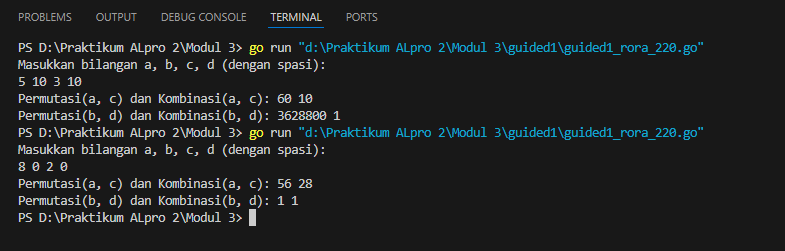 PROBLEMS OUTPUT DEBUG CONSOLE TERMINAL PORTS
PS D:\Praktikum ALpro 2\Modul 3> go run "d:\Praktikum ALpro 2\Modul 3\guided1\guided1_rora_220.go"
Masukkan bilangan a, b, c, d (dengan spasi):
5 10 3 10
Permutasi(a, c) dan Kombinasi(a, c): 60 10
Permutasi(b, d) dan Kombinasi(b, d): 3628800 1
PS D:\Praktikum ALpro 2\Modul 3> go run "d:\Praktikum ALpro 2\Modul 3\guided1\guided1_rora_220.go"
Masukkan bilangan a, b, c, d (dengan spasi):
8 0 2 0
Permutasi(a, c) dan Kombinasi(a, c): 56 28
Permutasi(b, d) dan Kombinasi(b, d): 1 1
PS D:\Praktikum ALpro 2\Modul 3>